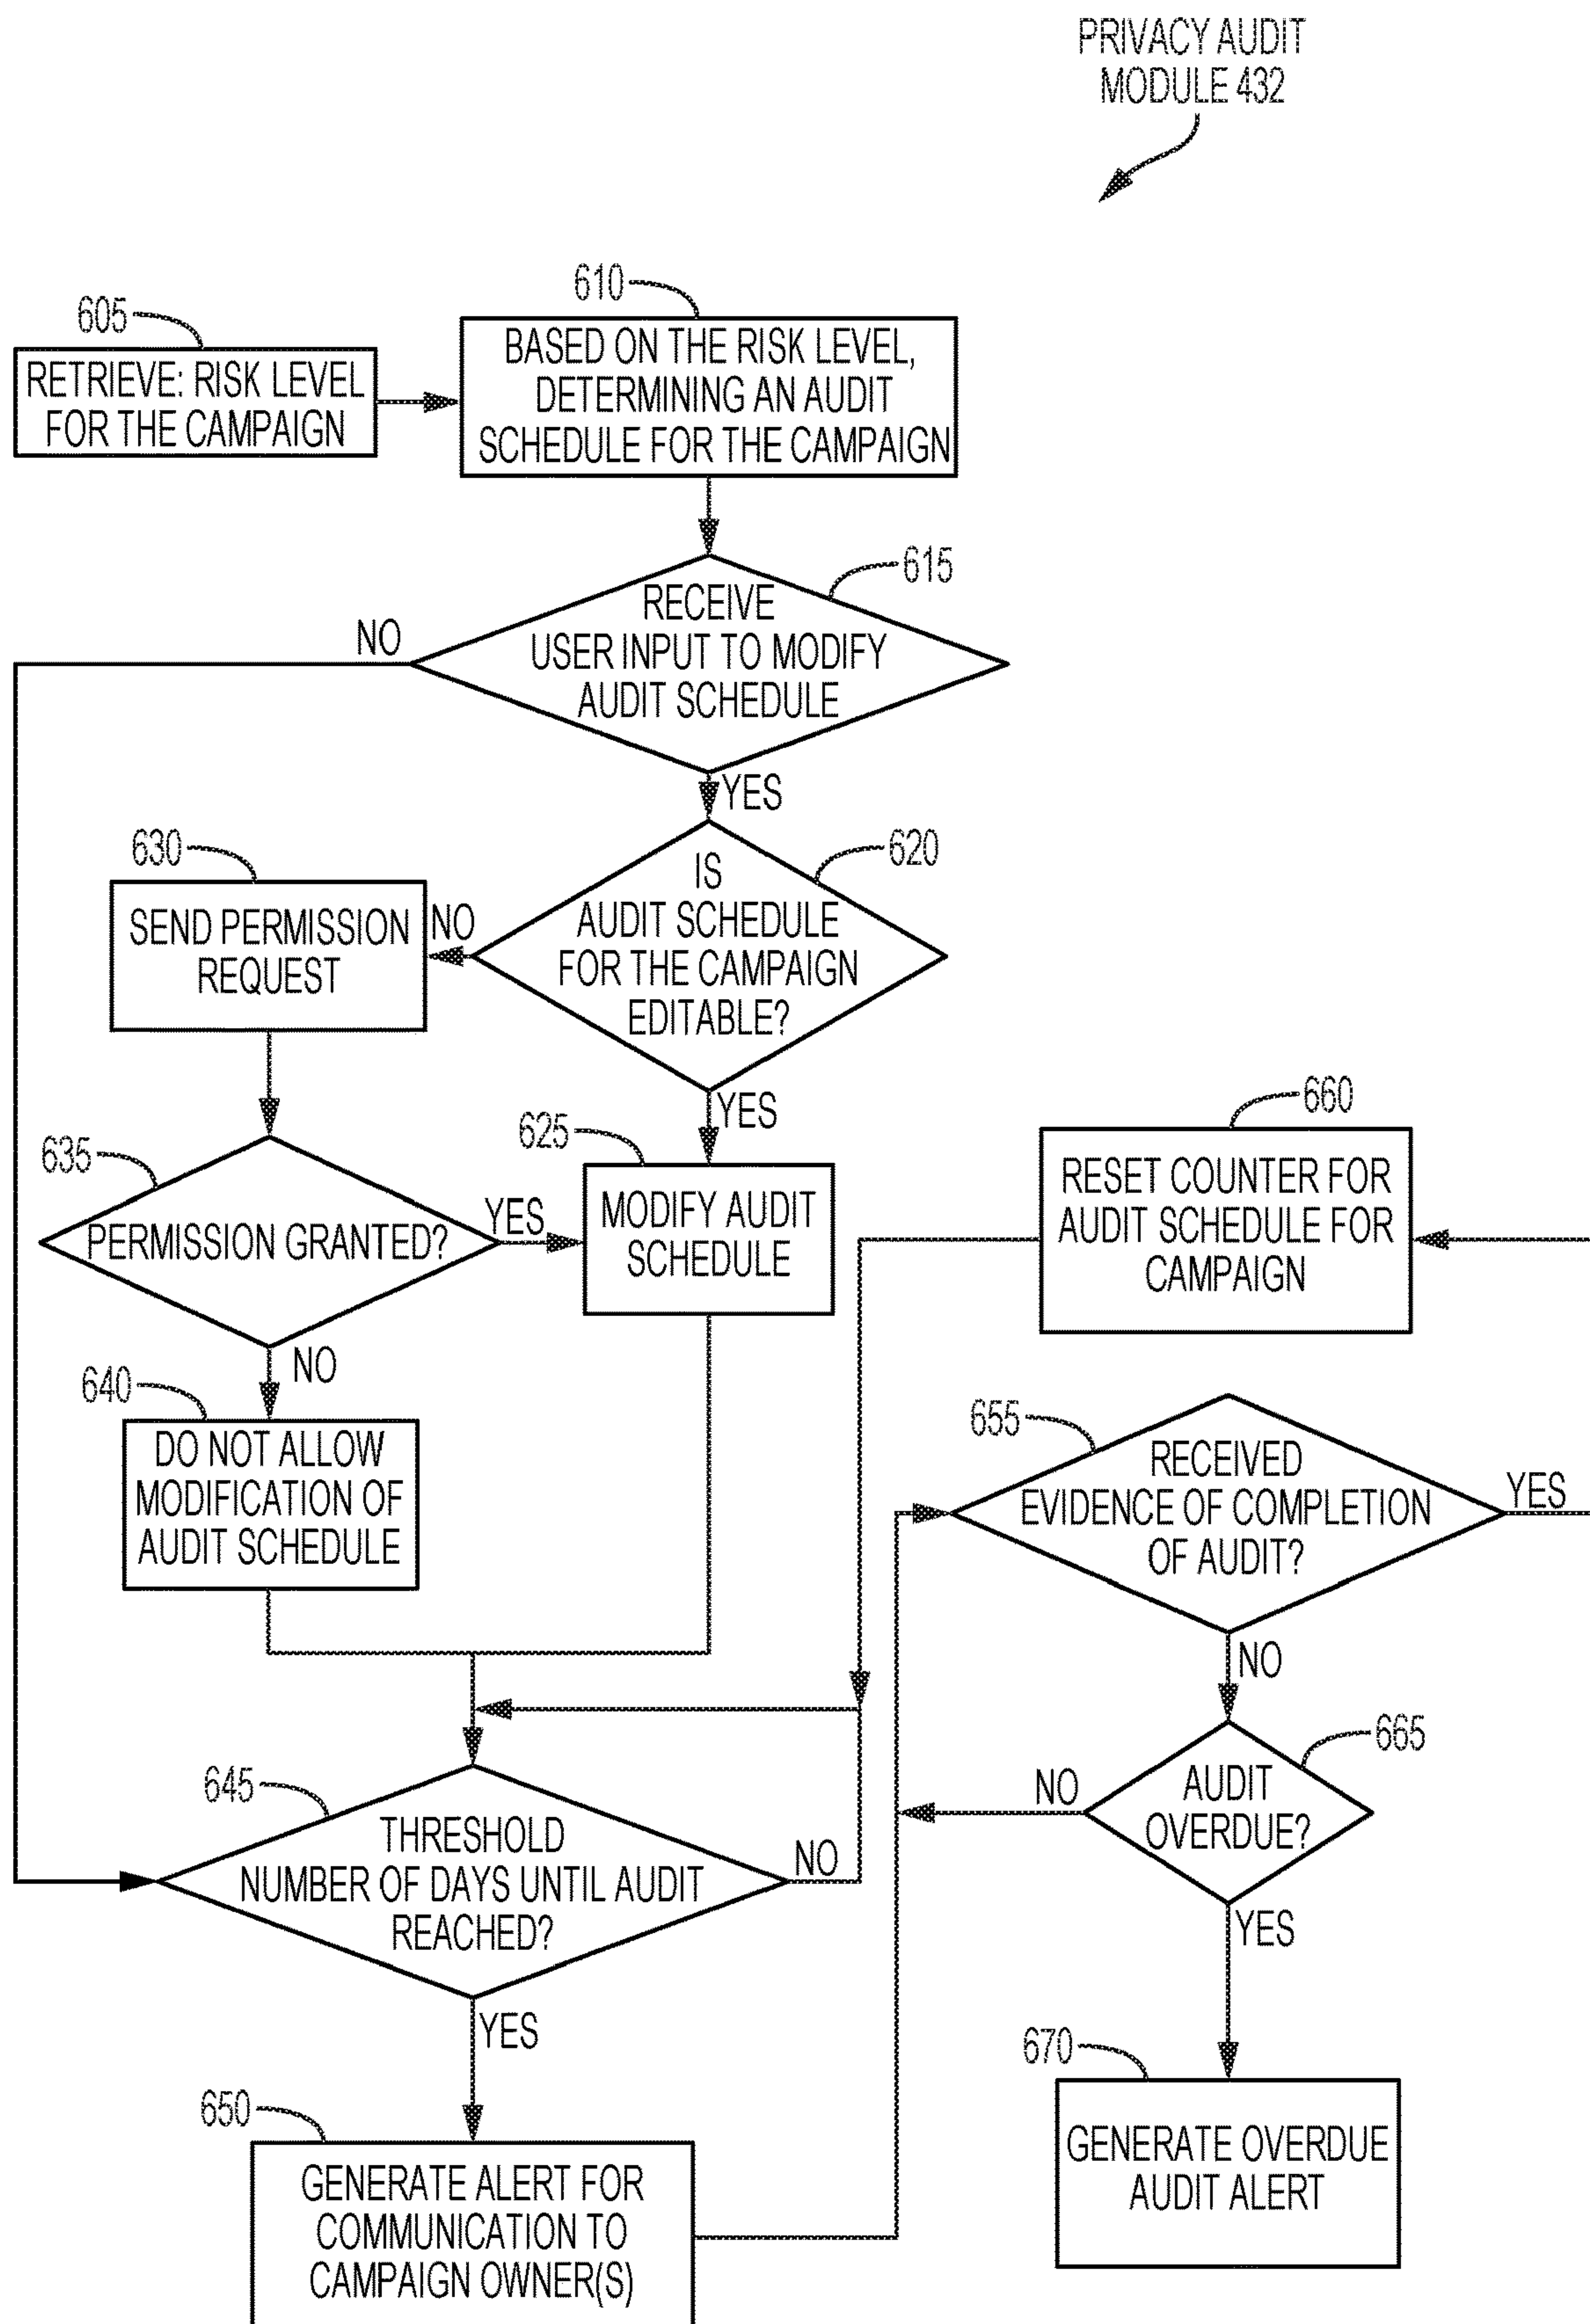 PRIVACY AUDIT
MODULE 432
605
RETRIEVE: RISK LEVEL
FOR THE CAMPAIGN
610
BASED ON THE RISK LEVEL,
DETERMINING AN AUDIT
SCHEDULE FOR THE CAMPAIGN
615
RECEIVE
USER INPUT TO MODIFY
AUDIT SCHEDULE
NO
YES
620
IS
AUDIT SCHEDULE
FOR THE CAMPAIGN
EDITABLE?
NO
630
SEND PERMISSION
REQUEST
YES
625
MODIFY AUDIT
SCHEDULE
635
PERMISSION GRANTED?
YES
NO
640
DO NOT ALLOW
MODIFICATION OF
AUDIT SCHEDULE
660
RESET COUNTER FOR
AUDIT SCHEDULE FOR
CAMPAIGN
655
RECEIVED
EVIDENCE OF COMPLETION
OF AUDIT?
YES
NO
665
AUDIT
OVERDUE?
NO
YES
645
THRESHOLD
NUMBER OF DAYS UNTIL AUDIT
REACHED?
NO
YES
650
GENERATE ALERT FOR
COMMUNICATION TO
CAMPAIGN OWNER(S)
670
GENERATE OVERDUE
AUDIT ALERT